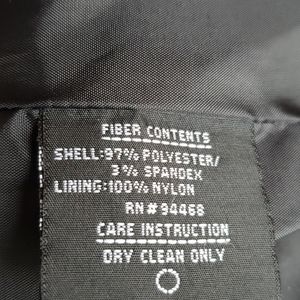 FIBER CONTENTS
SHELL:97% POLYESTER/
3% SPANDEX
LINING:100% NYLON
RN# 94468
CARE INSTRUCTION
DRY CLEAN ONLY